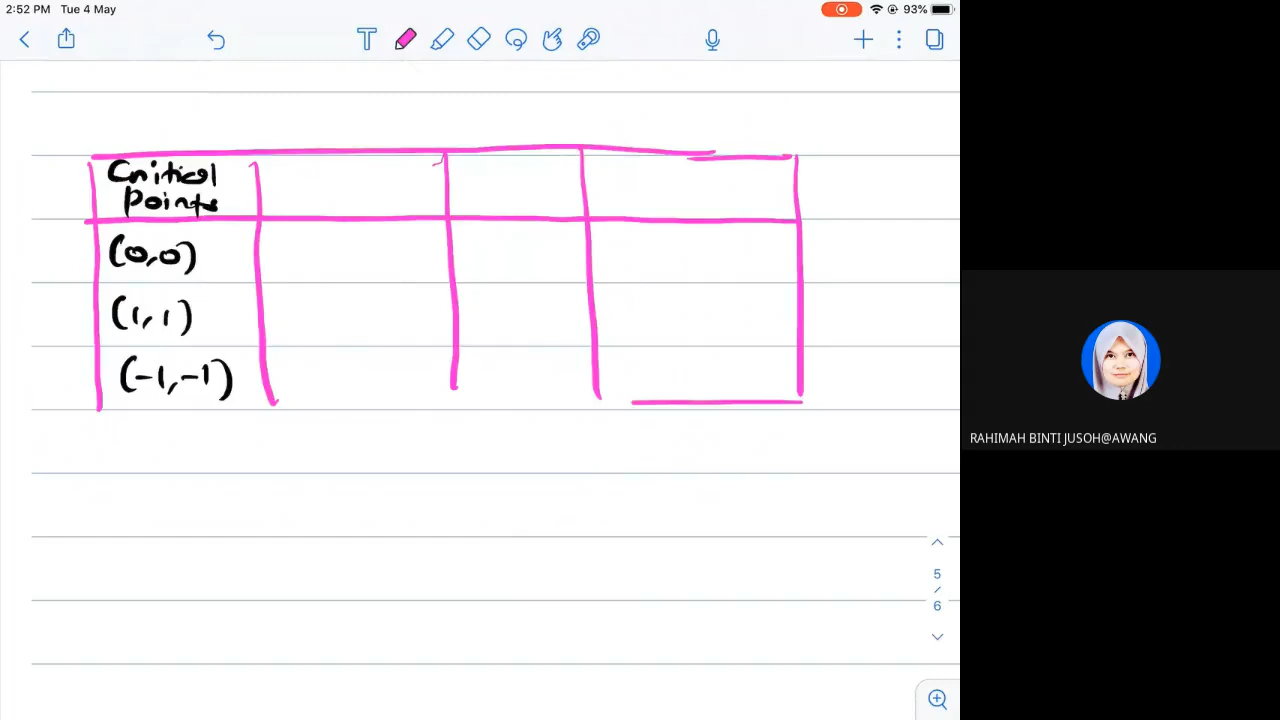 2:52 PM Tue 4 May
93%
T
Critical
Points
(0,0)
(1,1)
(-1,-1)
RAHIMAH BINTI JUSOH@AWANG
5
/
6